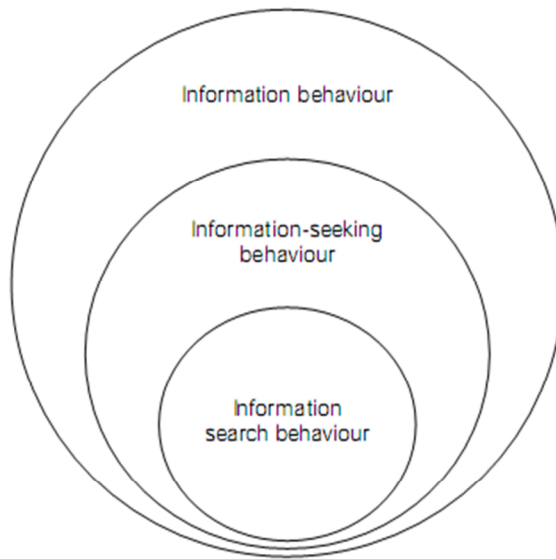 Information behaviour
Information-seeking
behaviour
Information
search behaviour